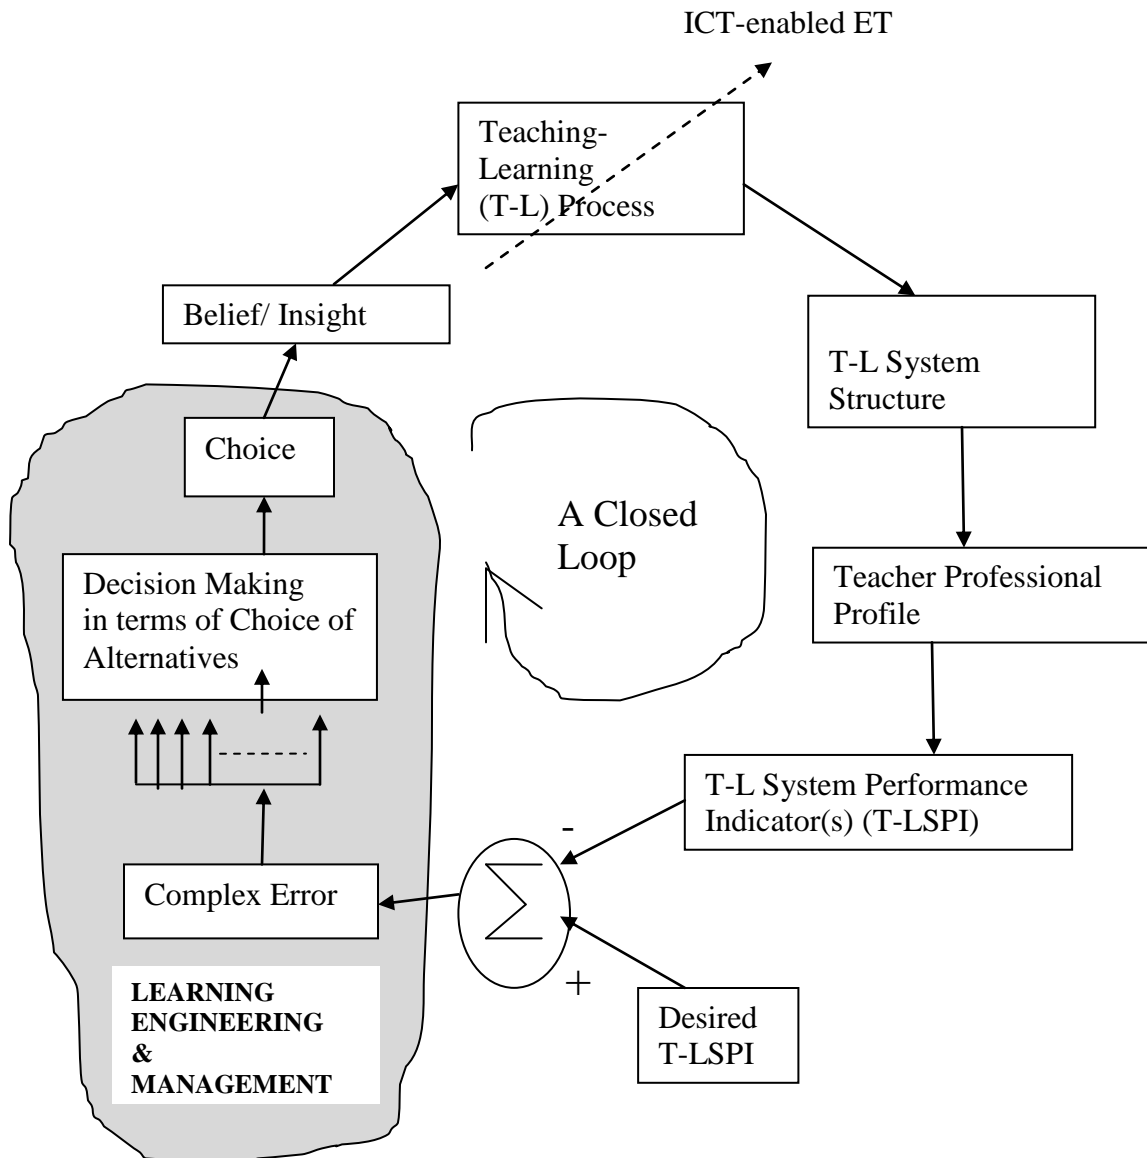 ICT-enabled ET
Teaching-
Learning
(T-L) Process
Belief/ Insight
T-L System
Structure
Choice
A Closed
Loop
Decision Making
in terms of Choice of
Alternatives
Teacher Professional
Profile
T-L System Performance
Indicator(s) (T-LSPI)
-
Complex Error
Σ
+
LEARNING
ENGINEERING
&
MANAGEMENT
Desired
T-LSPI